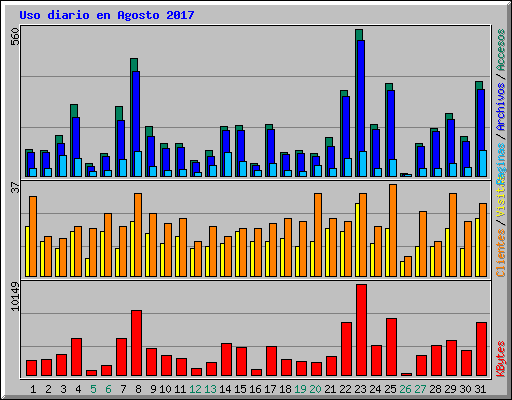 Uso diario en Agosto 2017
560
37
10149
Accesos / Archivos / Paginas
Clientes / visitas
KBytes
1 2 3 4 5 6 7 8 9 10 11 12 13 14 15 16 17 18 19 20 21 22 23 24 25 26 27 28 29 30 31